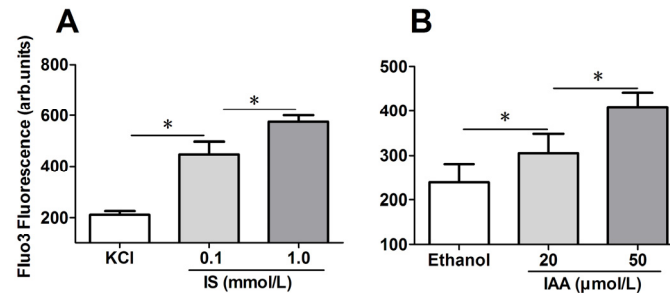 A
B
Fluo3 Fluorescence (arb.units)
800
600
400
200
*
*
KCl
0.1
1.0
IS (mmol/L)
500
400
300
200
100
*
*
Ethanol
20
50
IAA (μmol/L)